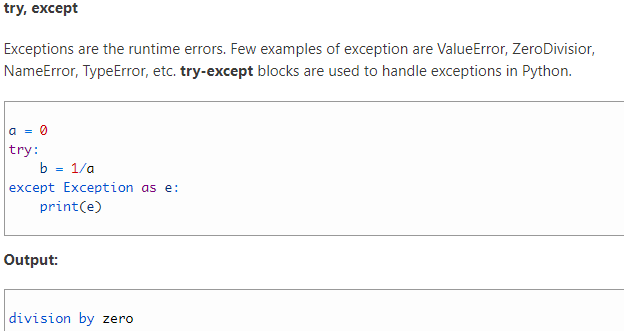 try, except
Exceptions are the runtime errors. Few examples of exception are ValueError, ZeroDivisior,
NameError, TypeError, etc. try-except blocks are used to handle exceptions in Python.
a = 0
try:
    b = 1/a
except Exception as e:
    print(e)
Output:
division by zero